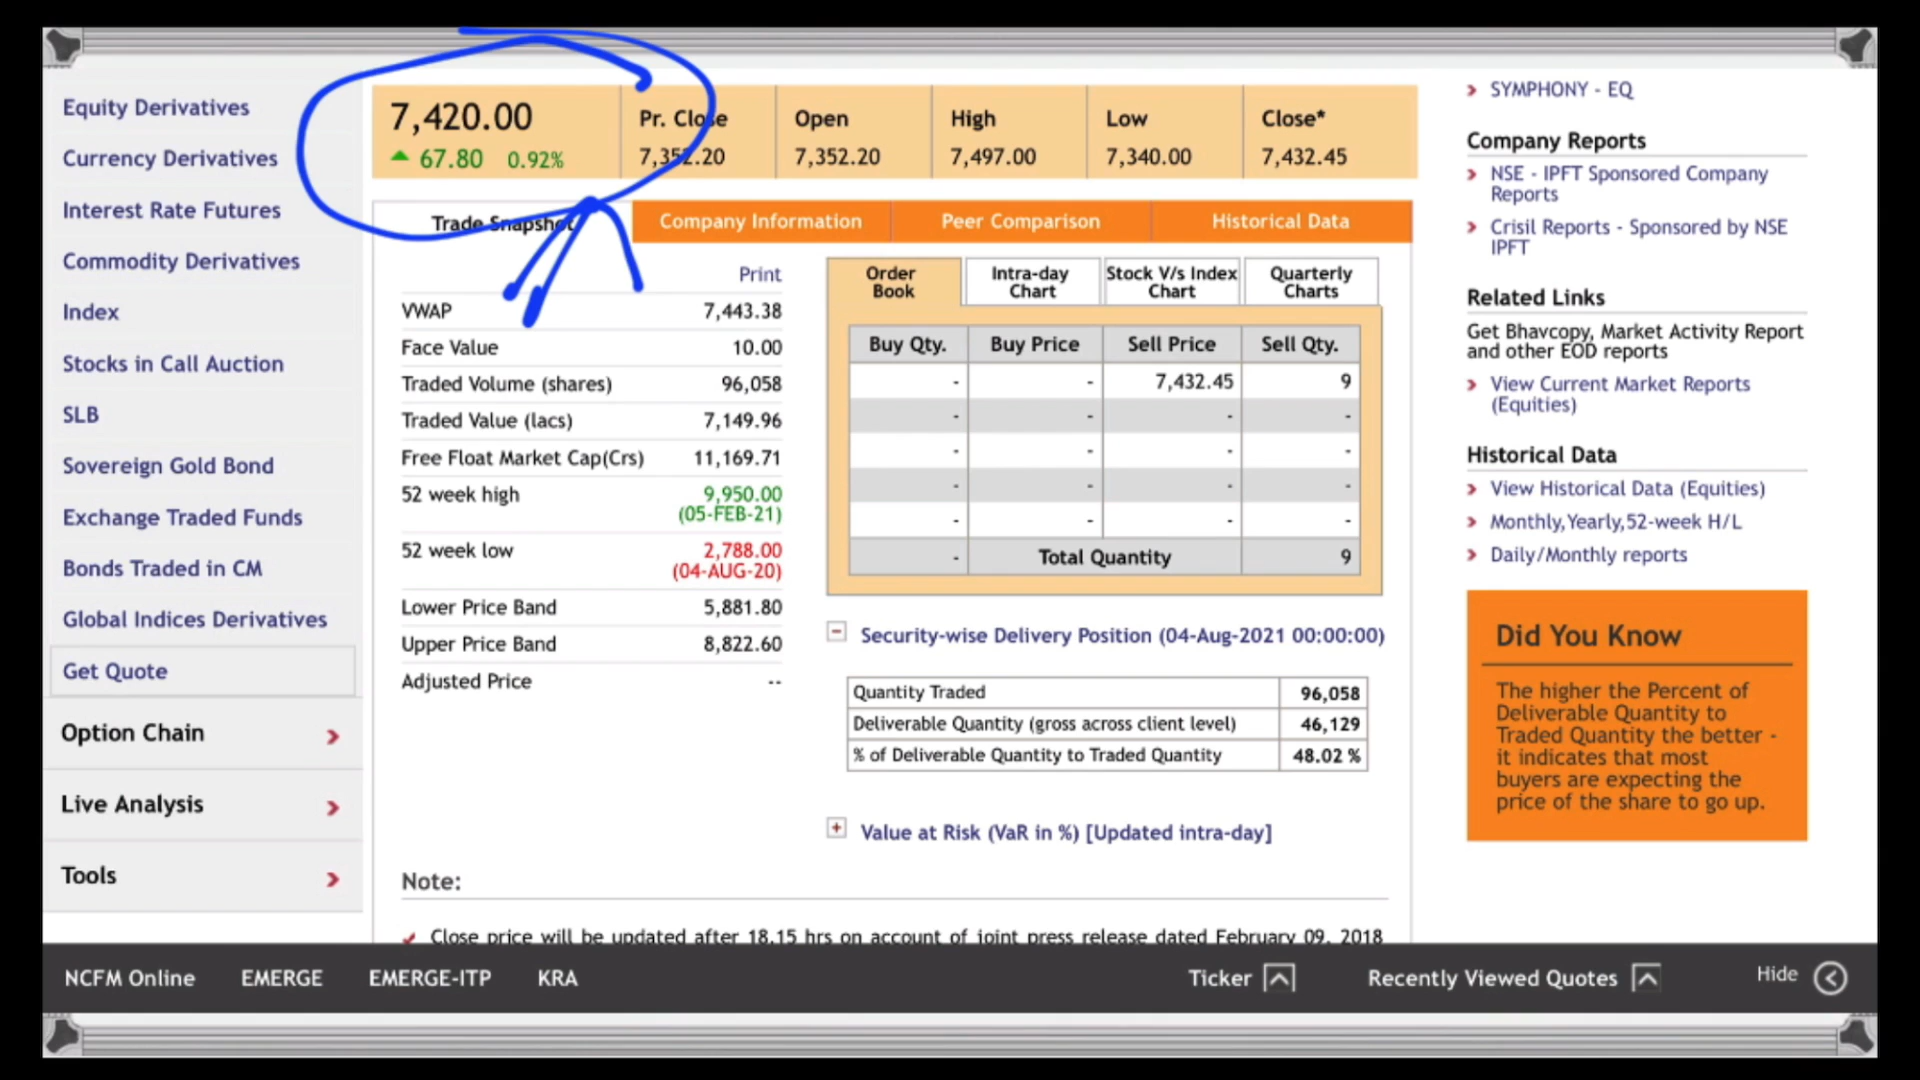 Equity Derivatives
Currency Derivatives
Interest Rate Futures
Commodity Derivatives
Index
Stocks in Call Auction
SLB
Sovereign Gold Bond
Exchange Traded Funds
Bonds Traded in CM
Global Indices Derivatives
Get Quote
Option Chain
Live Analysis
Tools
7,420.00
67.80 0.92%
Pr. Close Open High Low Close*
7,352.20 7,352.20 7,497.00 7,340.00 7,432.45
Trade Snapshot Company Information Peer Comparison Historical Data
Print
VWAP 7,443.38
Face Value 10.00
Traded Volume (shares) 96,058
Traded Value (lacs) 7,149.96
Free Float Market Cap(Crs) 11,169.71
52 week high 9,950.00
(05-FEB-21)
52 week low 2,788.00
(04-AUG-20)
Lower Price Band 5,881.80
Upper Price Band 8,822.60
Adjusted Price --
Order Book
Intra-day Chart
Stock V/s Index Chart
Quarterly Charts
Buy Qty. Buy Price Sell Price Sell Qty.
- - 7,432.45 9
- - - -
- - - -
- - - -
- - - -
- Total Quantity 9
Security-wise Delivery Position (04-Aug-2021 00:00:00)
Quantity Traded 96,058
Deliverable Quantity (gross across client level) 46,129
% of Deliverable Quantity to Traded Quantity 48.02 %
Value at Risk (VaR in %) [Updated intra-day]
Note:
Close price will be updated after 18.15 hrs on account of joint press release dated February 09, 2018
SYMPHONY - EQ
Company Reports
NSE - IPFT Sponsored Company
Reports
Crisil Reports - Sponsored by NSE
IPFT
Related Links
Get Bhavcopy, Market Activity Report
and other EOD reports
View Current Market Reports
(Equities)
Historical Data
View Historical Data (Equities)
Monthly,Yearly,52-week H/L
Daily/Monthly reports
Did You Know
The higher the Percent of
Deliverable Quantity to
Traded Quantity the better -
it indicates that most
buyers are expecting the
price of the share to go up.
NCFM Online EMERGE EMERGE-ITP KRA Ticker Recently Viewed Quotes Hide